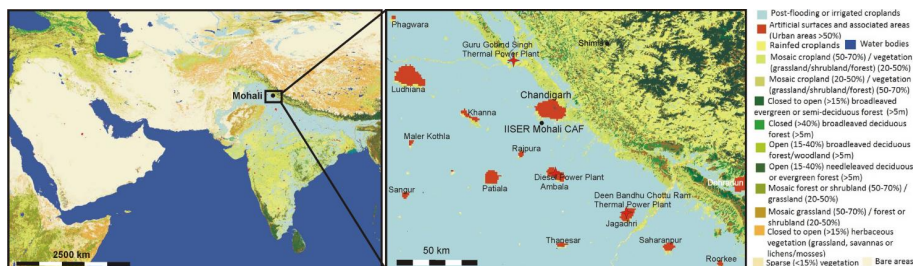 Mohali
2500 km
Phagwara
Guru Gobind Singh
Thermal Power Plant
Shimla
Ludhiana
Chandigarh
Khanna
IISER Mohali CAF
Maler Kothla
Rajpura
Diesel Power Plant
Ambala
Patiala
Sangur
Deen Bandhu Chottu Ram
Thermal Power Plant
Dehradun
Jagadhri
50 km
Thanesar
Saharanpur
Roorkee
Post-flooding or irrigated croplands
Artificial surfaces and associated areas
(Urban areas >50%)
Rainfed croplands
Water bodies
Mosaic cropland (50-70%) / vegetation
(grassland/shrubland/forest) (20-50%)
Mosaic cropland (20-50%) / vegetation
(grassland/shrubland/forest) (50-70%)
Closed to open (>15%) broadleaved
evergreen or semi-deciduous forest (>5m)
Closed (>40%) broadleaved deciduous
forest (>5m)
Open (15-40%) broadleaved deciduous
forest/woodland (>5m)
Open (15-40%) needleleaved deciduous
or evergreen forest (>5m)
Mosaic forest or shrubland (50-70%) /
grassland (20-50%)
Mosaic grassland (50-70%) / forest or
shrubland (20-50%)
Closed to open (>15%) herbaceous
vegetation (grassland, savannas or
lichens/mosses)
Sparse (<15%) vegetation
Bare areas